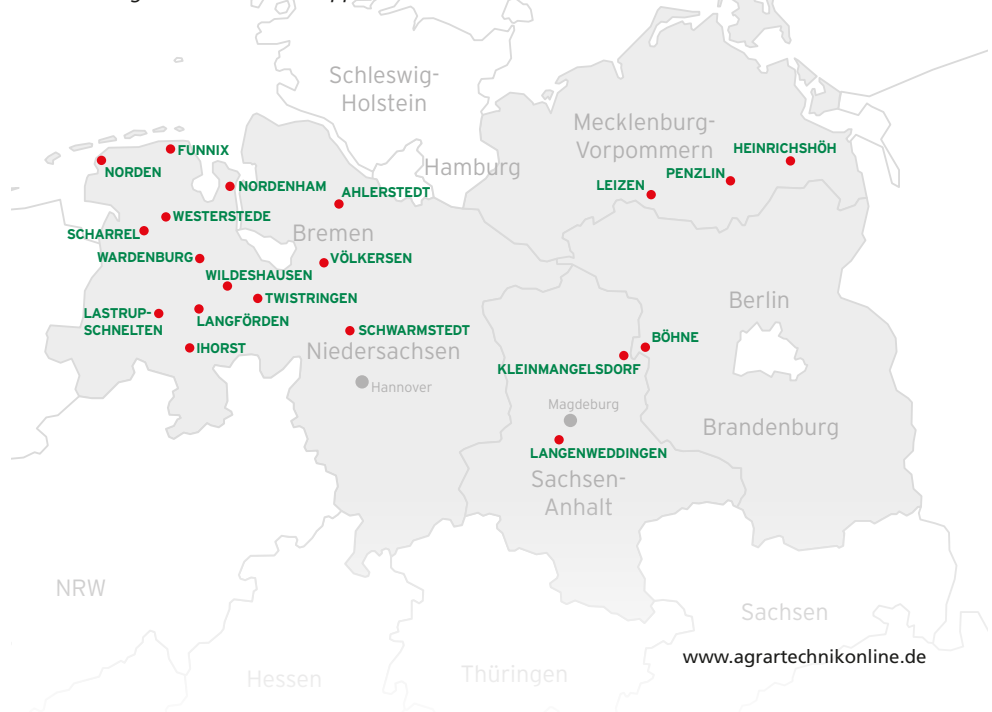 Schleswig-
Holstein
Mecklenburg-
Vorpommern
HEINRICHSHÖH
PENZLIN
LEIZEN
Hamburg
FUNNIX
NORDEN
NORDENHAM
AHLERSTEDT
WESTERSTEDE
SCHARREL
Bremen
WARDENBURG
VÖLKERSEN
WILDESHAUSEN
TWISTRINGEN
LASTRUP-
SCHNELTEN
LANGFÖRDEN
SCHWARMSTEDT
IHORST
Niedersachsen
Hannover
Berlin
BÖHNE
KLEINMANGELSDORF
Magdeburg
Brandenburg
LANGENWEDDINGEN
Sachsen-
Anhalt
NRW
Sachsen
www.agrartechnikonline.de
Hessen
Thüringen